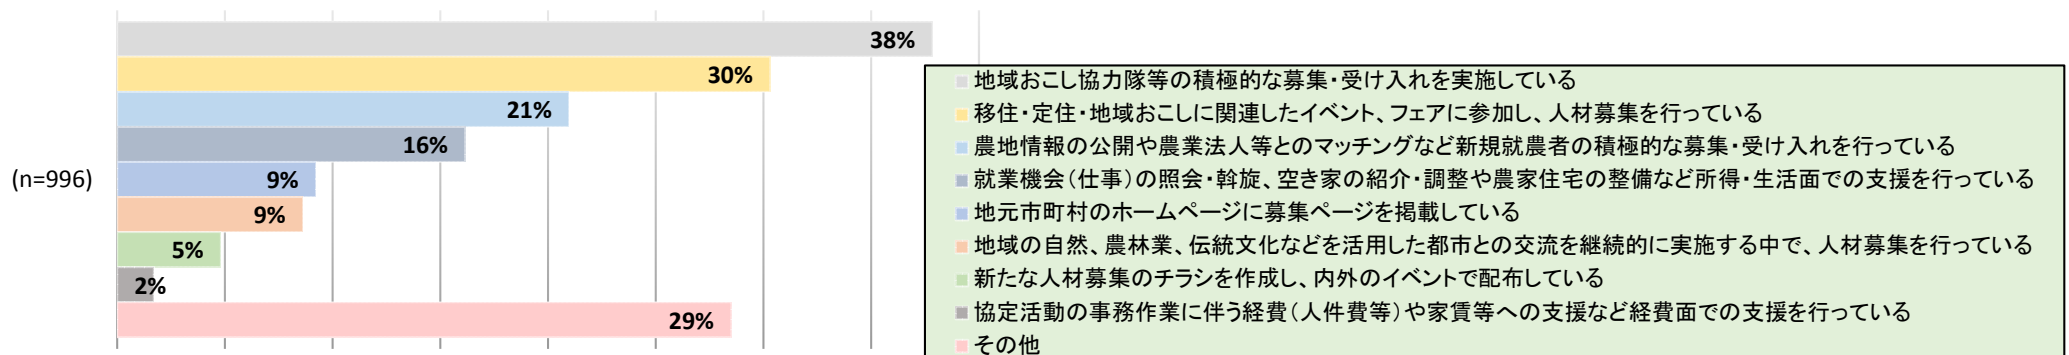 38%
30%
21%
16%
9%
9%
5%
2%
29%
(n=996)
地域おこし協力隊等の積極的な募集・受け入れを実施している
移住・定住・地域おこしに関連したイベント、フェアに参加し、人材募集を行っている
農地情報の公開や農業法人等とのマッチングなど新規就農者の積極的な募集・受け入れを行っている
就業機会(仕事)の照会・斡旋、空き家の紹介・調整や農家住宅の整備など所得・生活面での支援を行っている
地元市町村のホームページに募集ページを掲載している
地域の自然、農林業、伝統文化などを活用した都市との交流を継続的に実施する中で、人材募集を行っている
新たな人材募集のチラシを作成し、内外のイベントで配布している
協定活動の事務作業に伴う経費(人件費等)や家賃等への支援など経費面での支援を行っている
その他